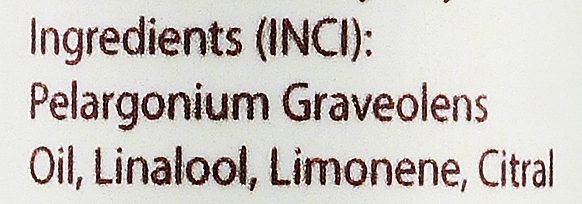 Ingredients (INCI):
Pelargonium Graveolens
Oil, Linalool, Limonene, Citral